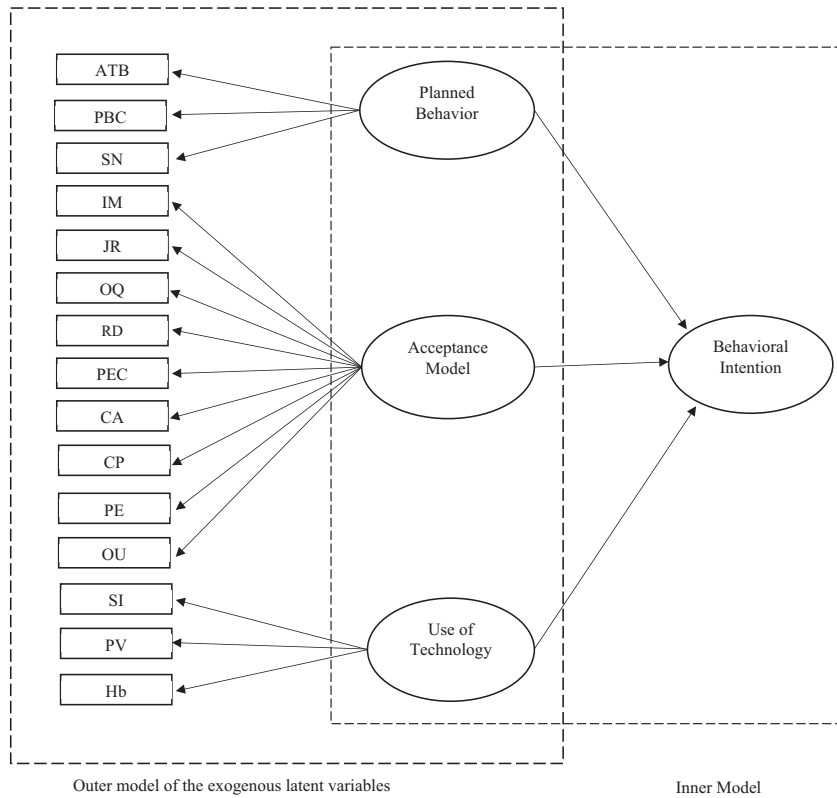 ATB
PBC
SN
IM
JR
OQ
RD
PEC
CA
CP
PE
OU
SI
PV
Hb
Planned
Behavior
Acceptance
Model
Use of
Technology
Behavioral
Intention
Outer model of the exogenous latent variables
Inner Model